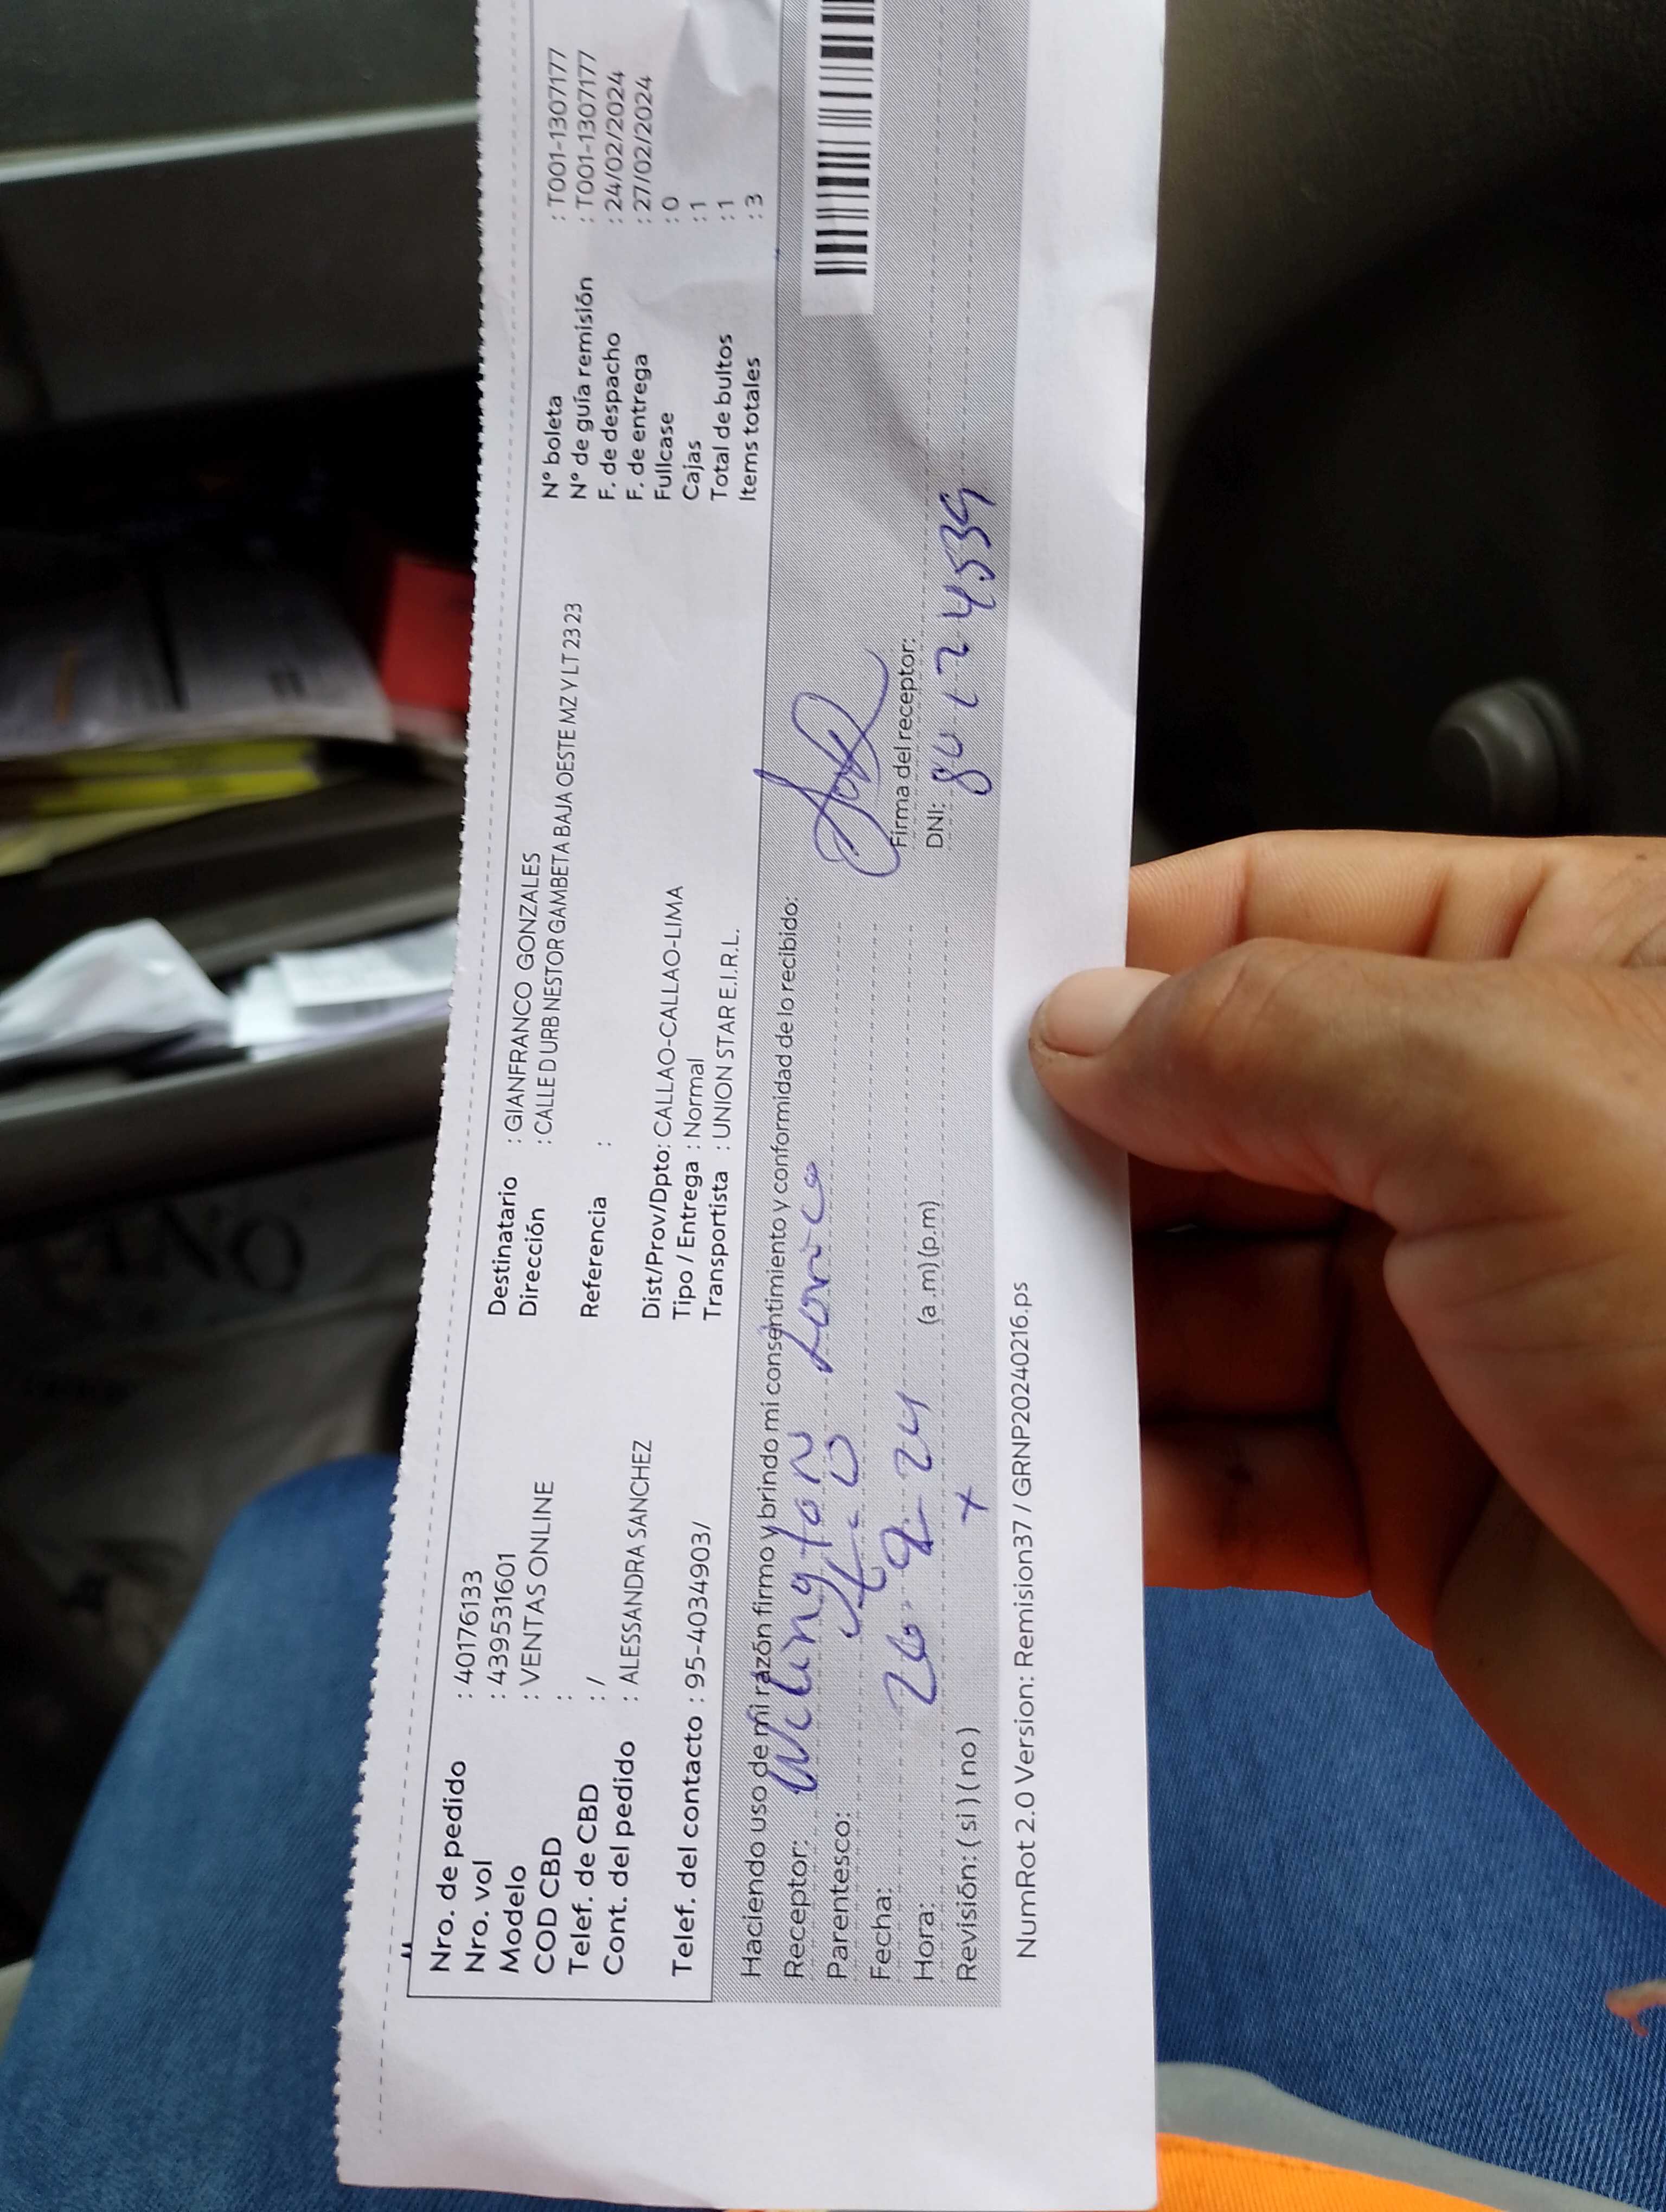 Nro. de pedido : 40176133
Nro. vol : 4395531601
Modelo : VENTAS ONLINE
COD CBD :
Telef. de CBD : /
Cont. del pedido : ALESSANDRA SANCHEZ
Telef. del contacto : 95-4034903/
Destinatario : GIANFRANCO GONZALES
Dirección : CALLE D URB NESTOR GAMBETA BAJA OESTE MZ Y LT 23 23
Referencia :
Dist/Prov/Dpto: CALLAO-CALLAO-LIMA
Tipo / Entrega : Normal
Transportista : UNION STAR E.I.R.L.
N° boleta : T001-1307177
N° de guía remisión : T001-1307177
F. de despacho : 24/02/2024
F. de entrega : 27/02/2024
Fullcase : 0
Cajas : 1
Total de bultos : 1
Items totales : 3
Haciendo uso de mi razón firmo y brindo mi consentimiento y conformidad de lo recibido:
Receptor:
Parentesco:
Fecha: 26 2 24
Hora: (a .m) (p.m)
Revisión: ( si ) ( no ) x
Firma del receptor:
DNI:
NumRot 2.0 Version: Remision37 / GRNP20240216.ps